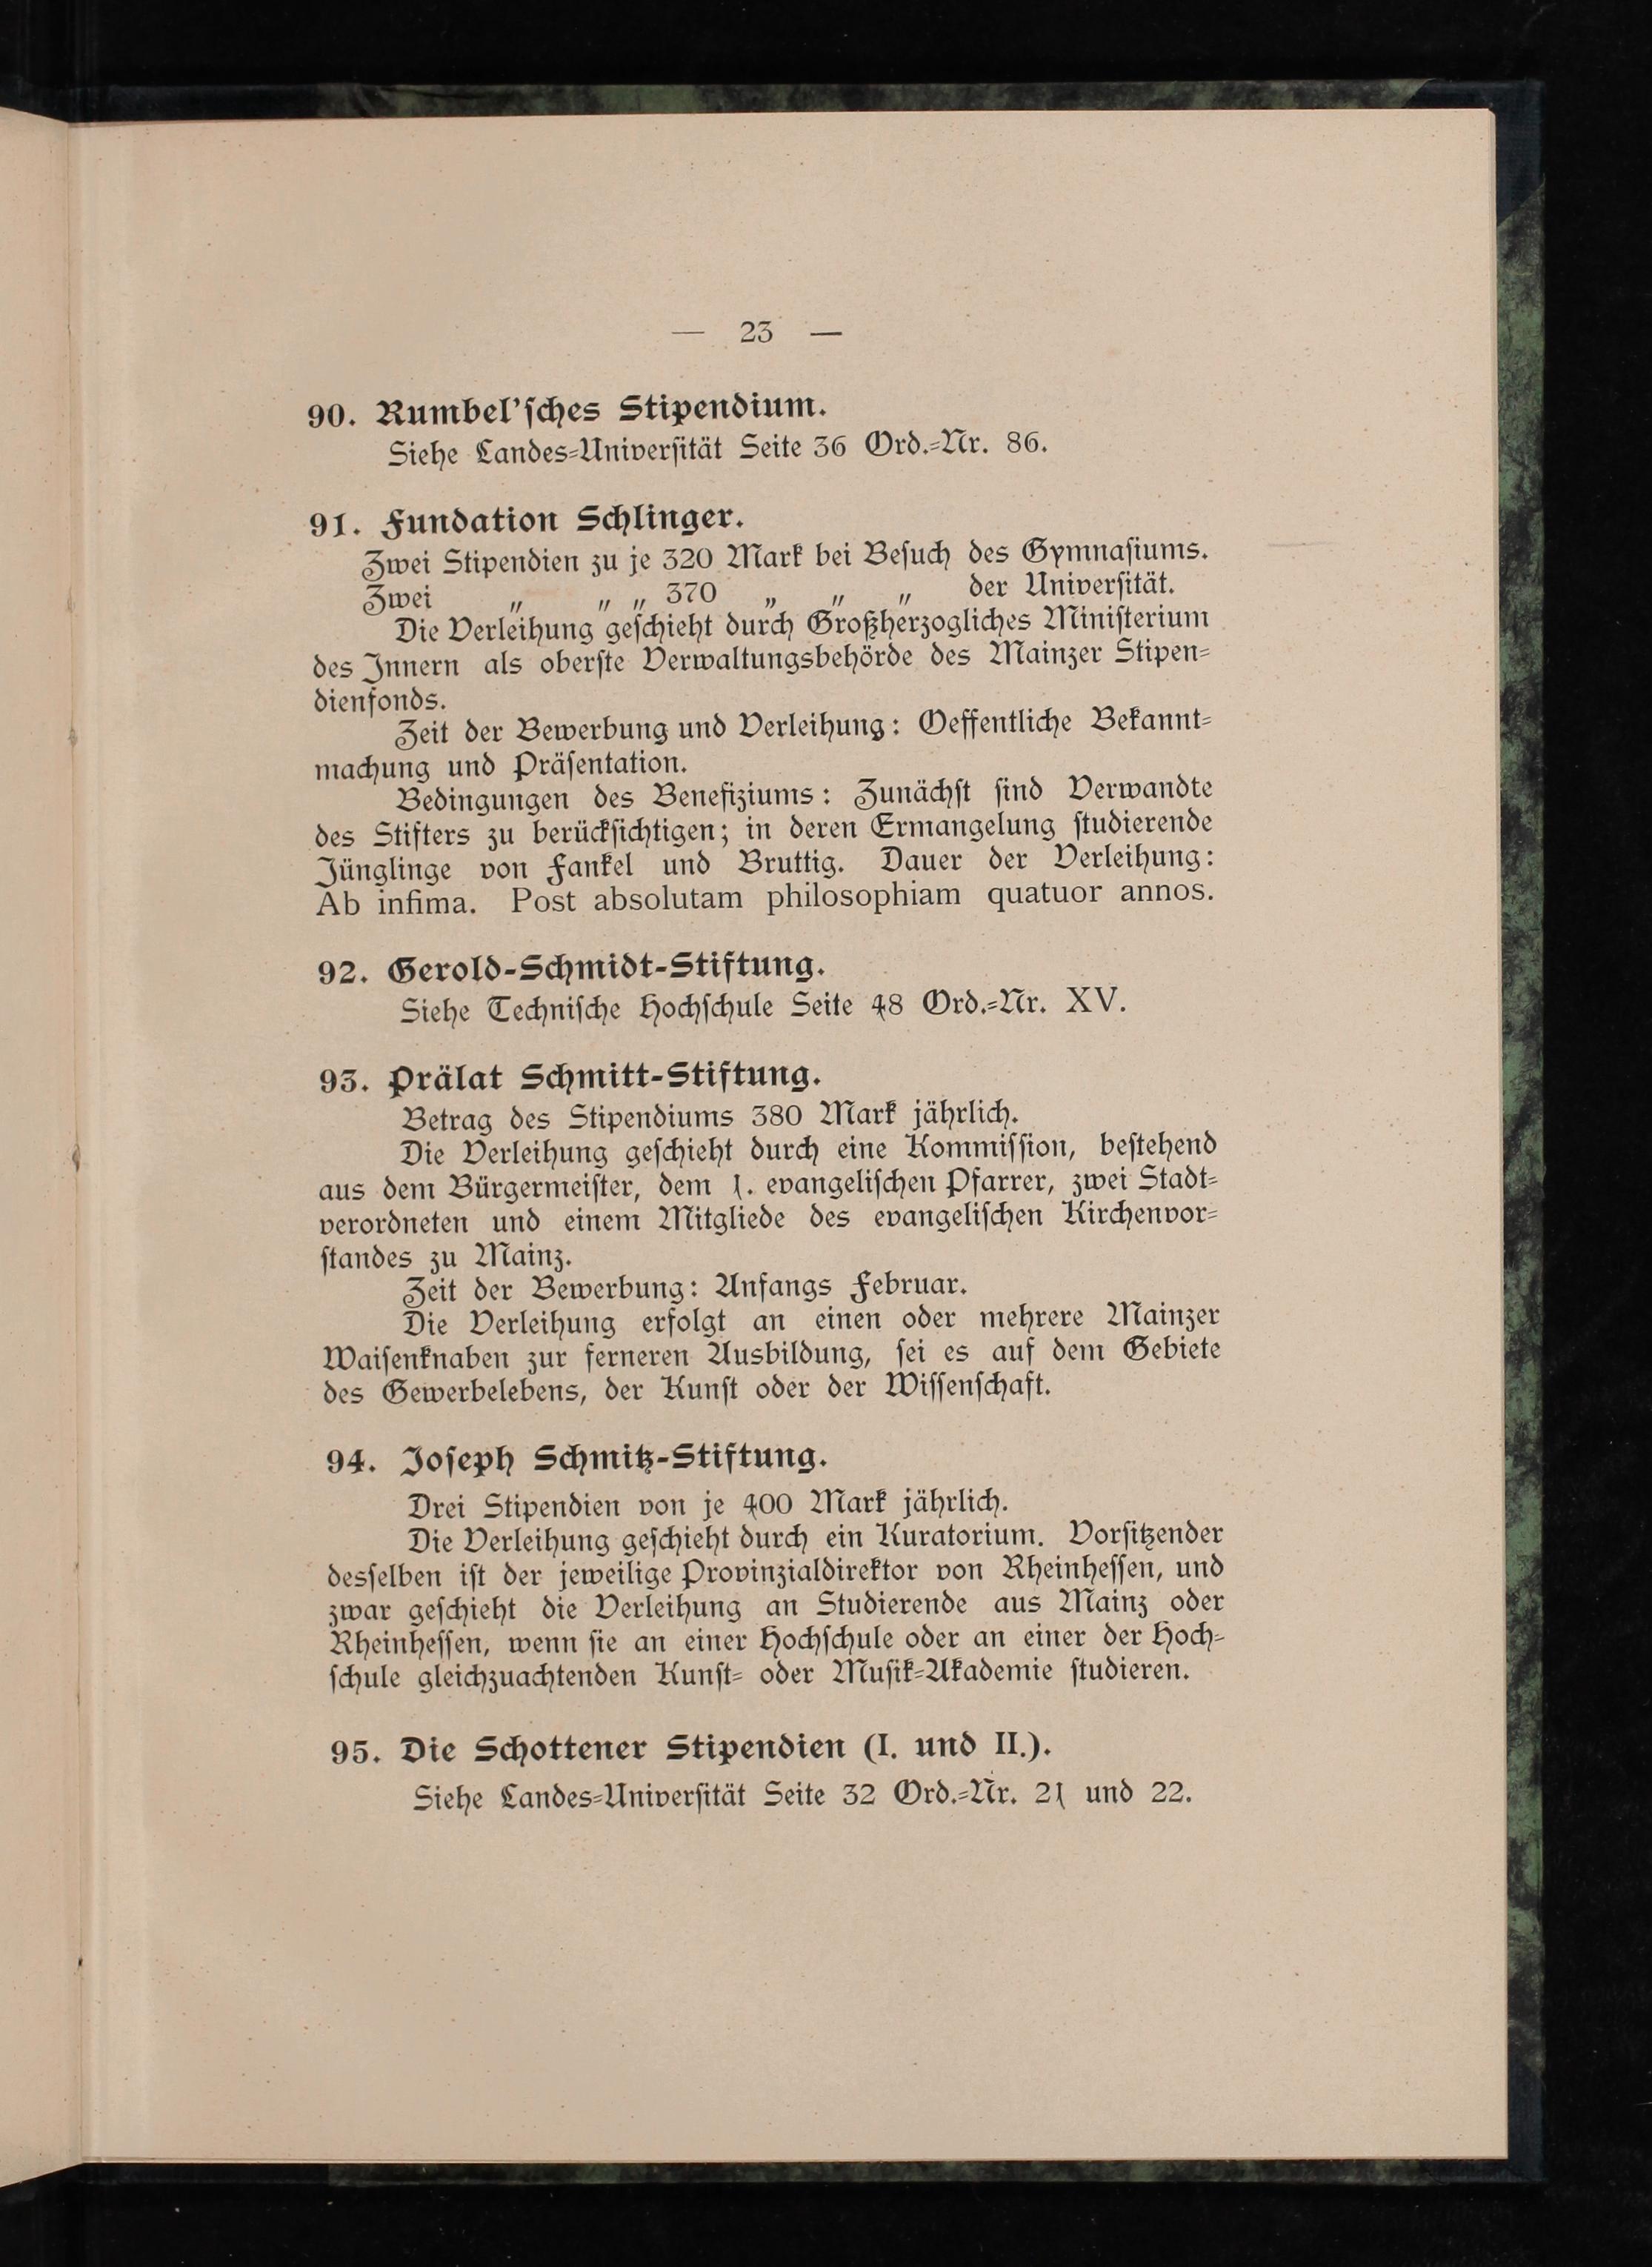 — 23 —
90. Rumbel'ſches Stipendium.
Siehe Landes-Univerſität Seite 36 Ord.-Nr. 86.
91. Fundation Schlinger.
Zwei Stipendien zu je 320 Mark bei Beſuch des Gymnaſiums.
Zwei „ „ „ 370 „ „ „ der Univerſität.
Die Verleihung geſchieht durch Großherzogliches Miniſterium
des Innern als oberſte Verwaltungsbehörde des Mainzer Stipen-
dienfonds.
Zeit der Bewerbung und Verleihung: Oeffentliche Bekannt-
machung und Präſentation.
Bedingungen des Benefiziums: Zunächſt ſind Verwandte
des Stifters zu berückſichtigen; in deren Ermangelung ſtudierende
Jünglinge von Fankel und Bruttig. Dauer der Verleihung:
Ab infima. Post absolutam philosophiam quatuor annos.
92. Gerold-Schmidt-Stiftung.
Siehe Techniſche Hochſchule Seite 48 Ord.-Nr. XV.
93. Prälat Schmitt-Stiftung.
Betrag des Stipendiums 380 Mark jährlich.
Die Verleihung geſchieht durch eine Kommiſſion, beſtehend
aus dem Bürgermeiſter, dem 1. evangeliſchen Pfarrer, zwei Stadt-
verordneten und einem Mitgliede des evangeliſchen Kirchenvor-
ſtandes zu Mainz.
Zeit der Bewerbung: Anfangs Februar.
Die Verleihung erfolgt an einen oder mehrere Mainzer
Waiſenknaben zur ferneren Ausbildung, ſei es auf dem Gebiete
des Gewerbelebens, der Kunſt oder der Wiſſenſchaft.
94. Joſeph Schmitz-Stiftung.
Drei Stipendien von je 400 Mark jährlich.
Die Verleihung geſchieht durch ein Kuratorium. Vorſitzender
desſelben iſt der jeweilige Provinzialdirektor von Rheinheſſen, und
zwar geſchieht die Verleihung an Studierende aus Mainz oder
Rheinheſſen, wenn ſie an einer Hochſchule oder an einer der Hoch-
ſchule gleichzuachtenden Kunſt- oder Muſik-Akademie ſtudieren.
95. Die Schottener Stipendien (I. und II.).
Siehe Landes-Univerſität Seite 32 Ord.-Nr. 21 und 22.